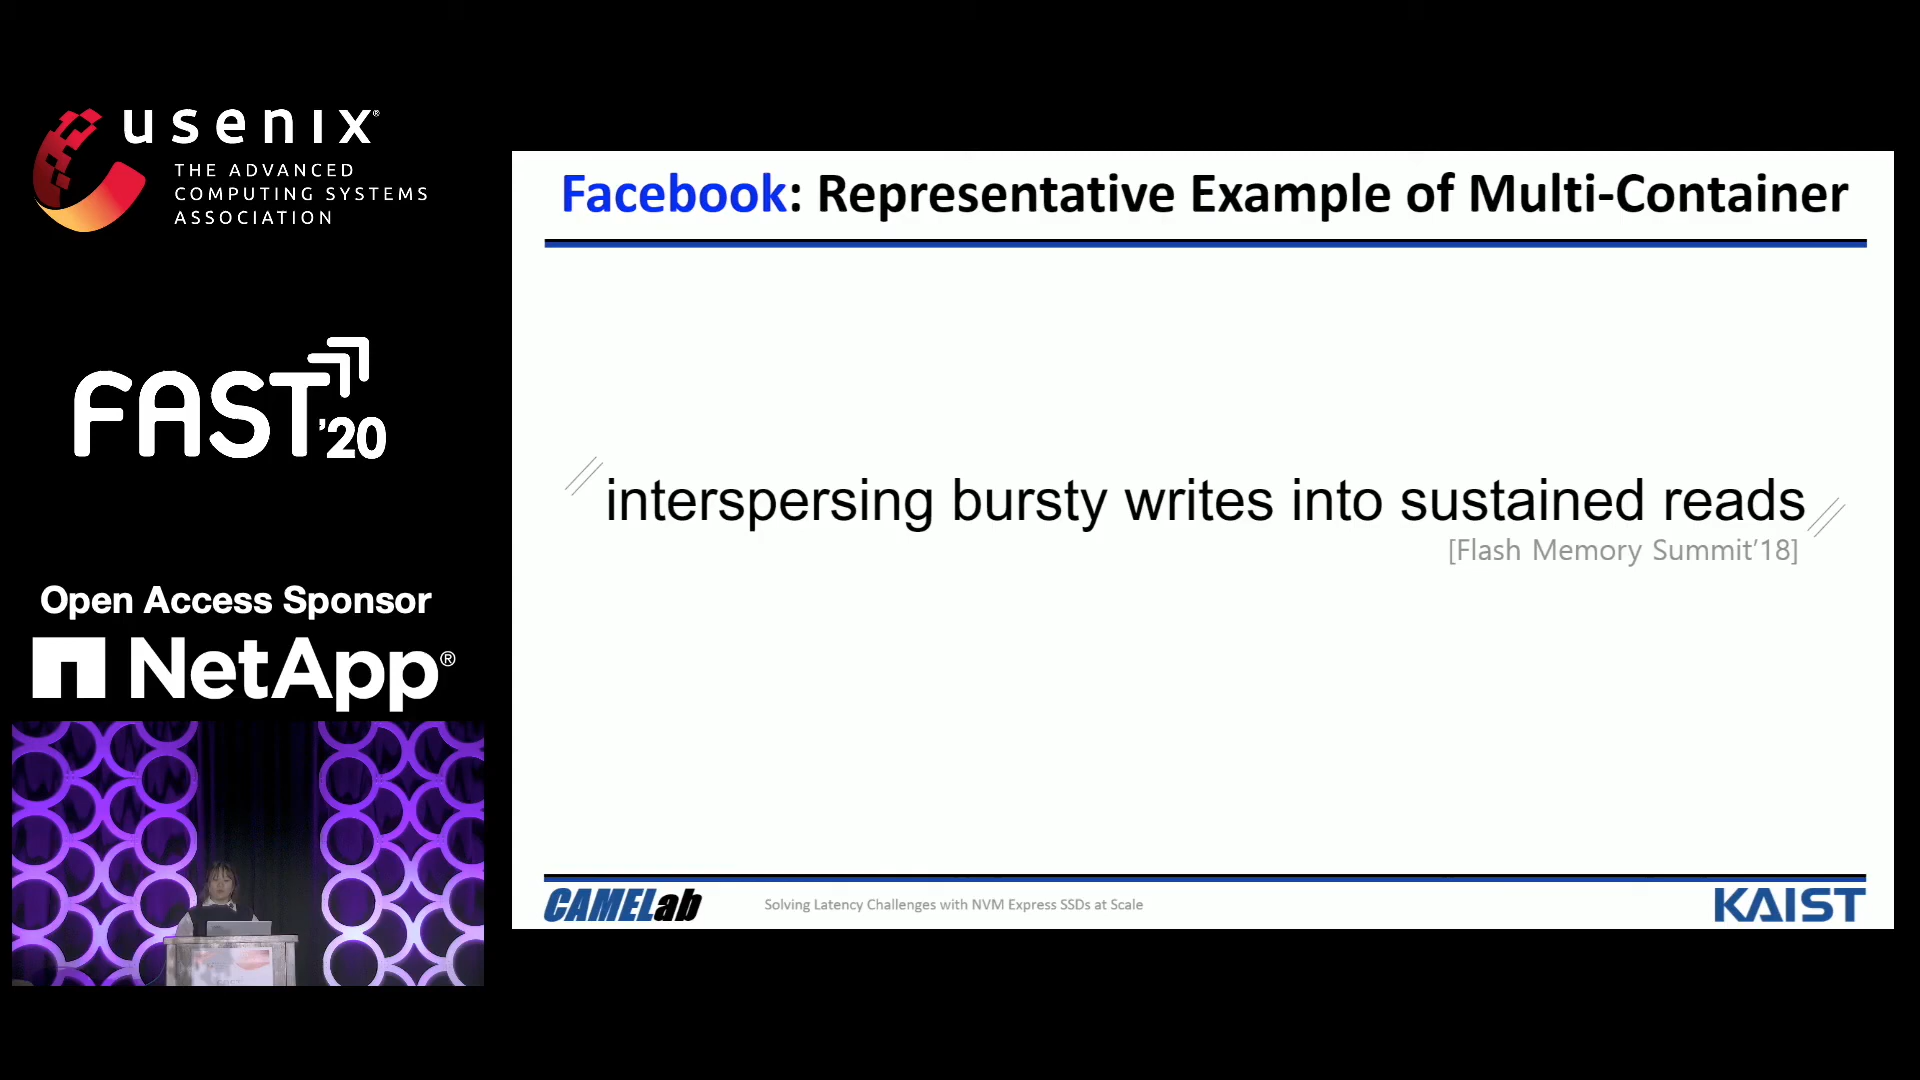 usenix®
THE ADVANCED
COMPUTING SYSTEMS
ASSOCIATION
FAST '20
Open Access Sponsor
NetApp®
Facebook: Representative Example of Multi-Container
interspersing bursty writes into sustained reads
[Flash Memory Summit'18]
CAMELab
Solving Latency Challenges with NVM Express SSDs at Scale
KAIST